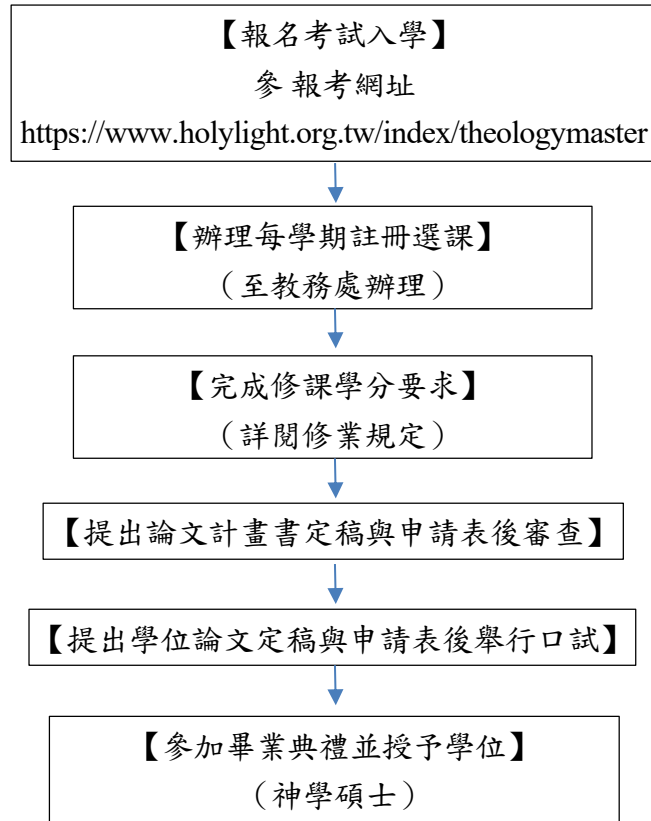 【報名考試入學】
參 報考網址
https://www.holylight.org.tw/index/theologymaster
【辦理每學期註冊選課】
（至教務處辦理）
【完成修課學分要求】
（詳閱修業規定）
【提出論文計畫書定稿與申請表後審查】
【提出學位論文定稿與申請表後舉行口試】
【參加畢業典禮並授予學位】
（神學碩士）